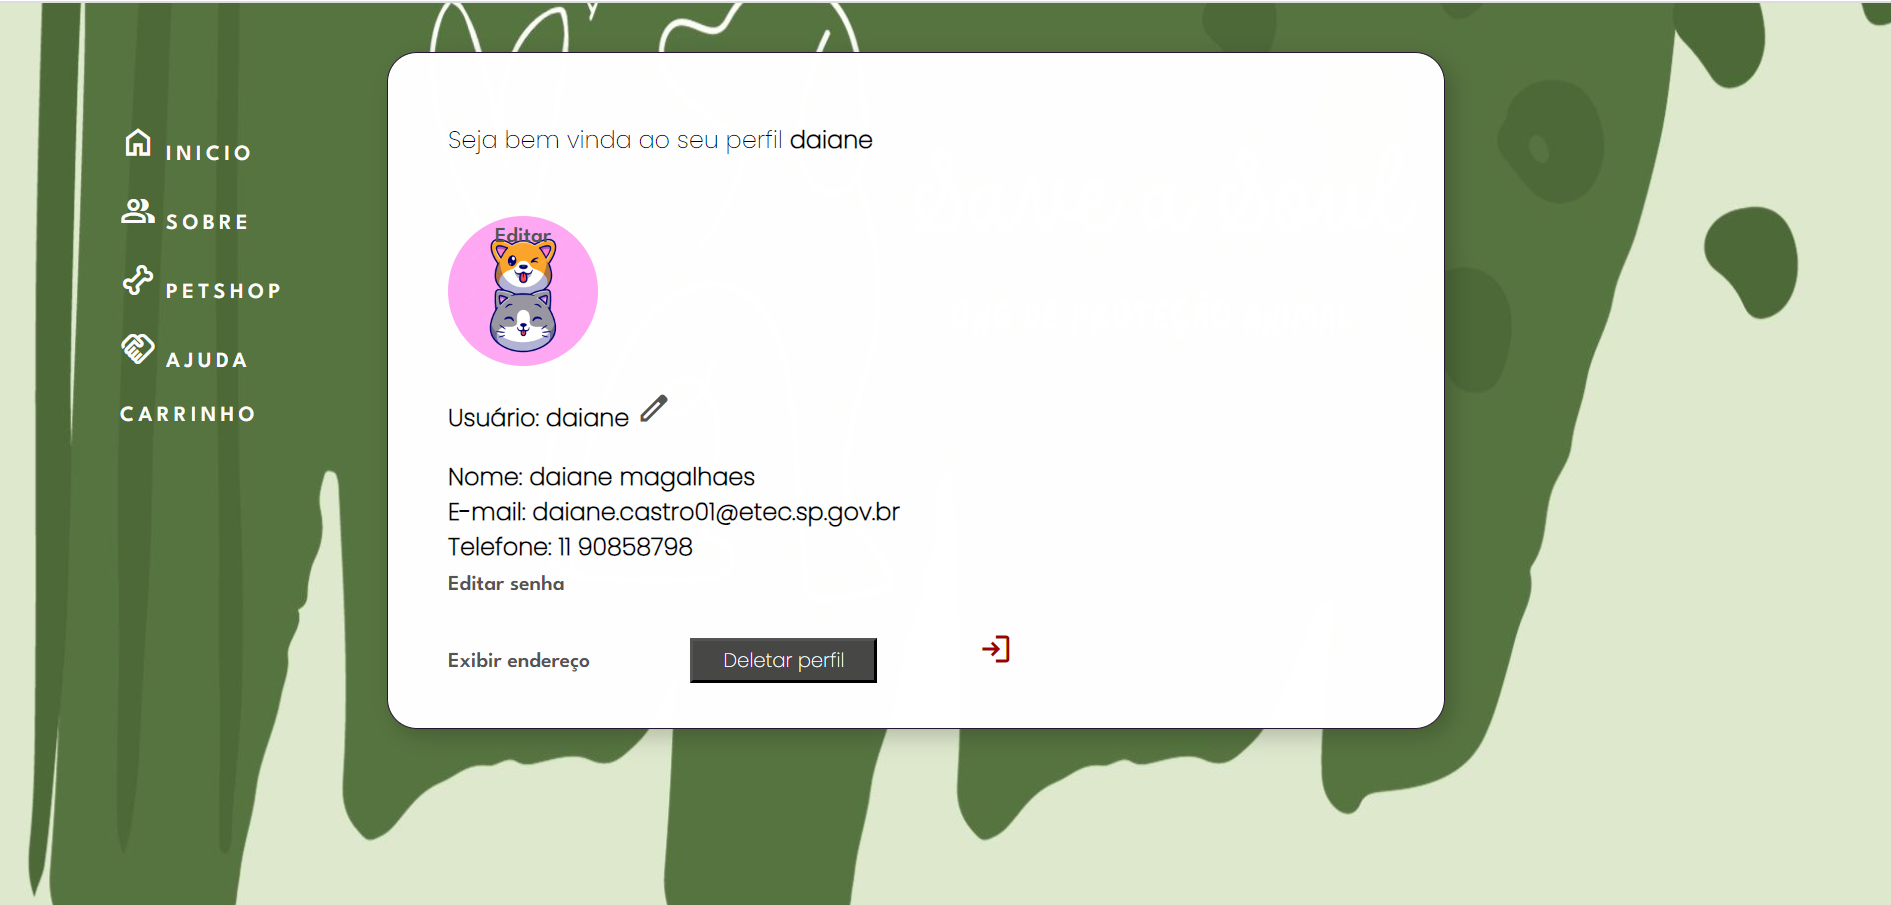 INICIO
SOBRE
PETSHOP
AJUDA
CARRINHO
Seja bem vinda ao seu perfil daiane
Editar
Usuário: daiane
Nome: daiane magalhaes
E-mail: daiane.castro01@etec.sp.gov.br
Telefone: 11 90858798
Editar senha
Exibir endereço
Deletar perfil